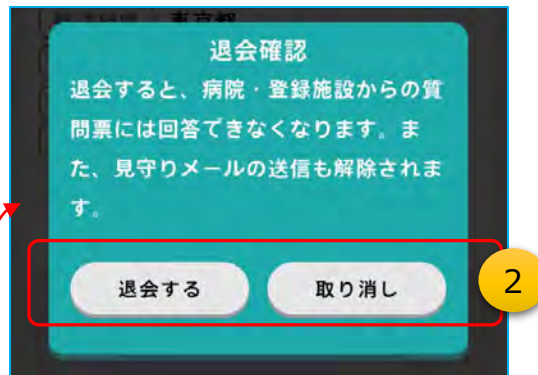 東京都
退会確認
退会すると、病院・登録施設からの質
問票には回答できなくなります。ま
た、見守りメールの送信も解除されま
す。
退会する 取り消し
2